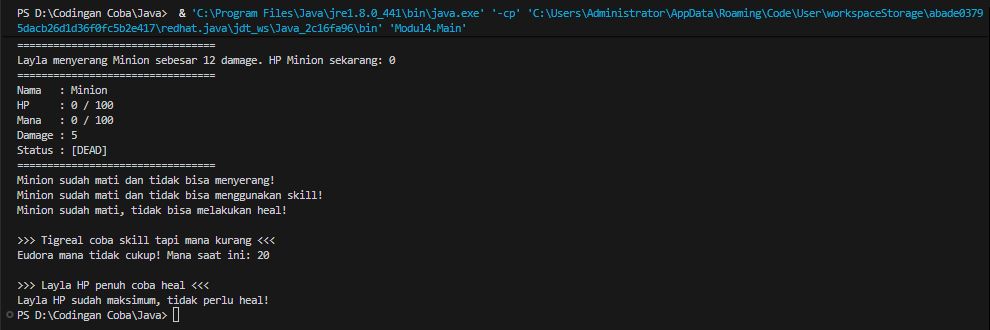 PS D:\Codingan Coba\Java>  & 'C:\Program Files\Java\jre1.8.0_441\bin\java.exe' '-cp' 'C:\Users\Administrator\AppData\Roaming\Code\User\workspaceStorage\abade0379
5dacb26d1d36f0fc5b2e417\redhat.java\jdt_ws\Java_2c16fa96\bin' 'Modul4.Main'
=================================
Layla menyerang Minion sebesar 12 damage. HP Minion sekarang: 0
=================================
Nama   : Minion
HP     : 0 / 100
Mana   : 0 / 100
Damage : 5
Status : [DEAD]
=================================
Minion sudah mati dan tidak bisa menyerang!
Minion sudah mati dan tidak bisa menggunakan skill!
Minion sudah mati, tidak bisa melakukan heal!

>>> Tigreal coba skill tapi mana kurang <<<
Eudora mana tidak cukup! Mana saat ini: 20

>>> Layla HP penuh coba heal <<<
Layla HP sudah maksimum, tidak perlu heal!
PS D:\Codingan Coba\Java>